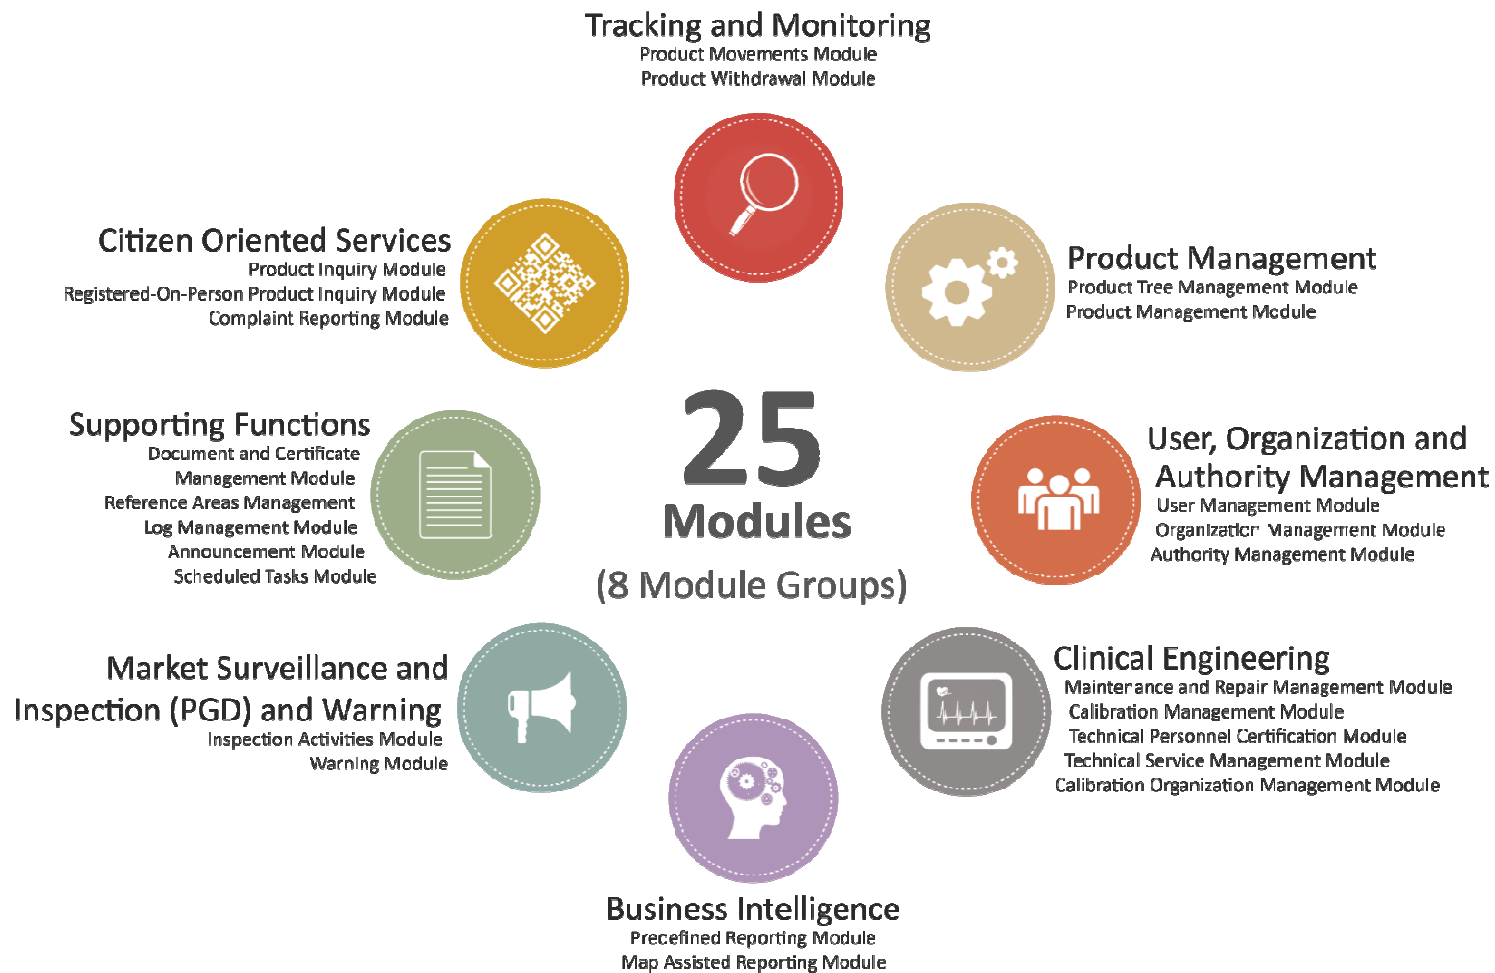 Tracking and Monitoring
Product Movements Module
Product Withdrawal Module
Citizen Oriented Services
Product Inquiry Module
Registered-On-Person Product Inquiry Module
Complaint Reporting Module
Product Management
Product Tree Management Module
Product Management Module
Supporting Functions
Document and Certificate
Management Module
Reference Areas Management
Log Management Module
Announcement Module
Scheduled Tasks Module
25
Modules
(8 Module Groups)
User, Organization and
Authority Management
User Management Module
Organization Management Module
Authority Management Module
Market Surveillance and
Inspection (PGD) and Warning
Inspection Activities Module
Warning Module
Clinical Engineering
Maintenance and Repair Management Module
Calibration Management Module
Technical Personnel Certification Module
Technical Service Management Module
Calibration Organization Management Module
Business Intelligence
Precefined Reporting Module
Map Assisted Reporting Module